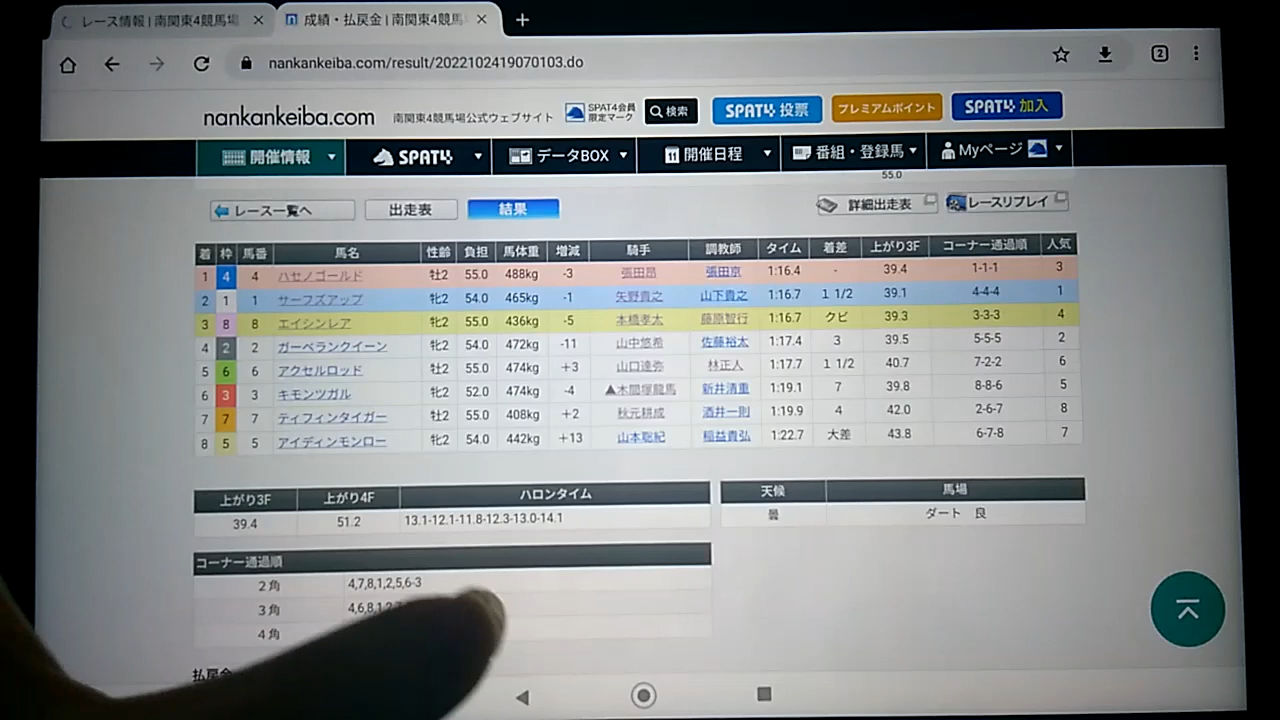 レース情報 | 南関東4競馬場
成績・払戻金 | 南関東4競馬
nankankeiba.com/result/2022102419070103.do
2
nankankeiba.com 南関東4競馬場公式ウェブサイト SPAT4会員 限定マーク 検索 SPAT4 投票 プレミアムポイント SPAT4 加入
開催情報 SPAT4 データBOX 11 開催日程 番組・登録馬 Myページ
55.0
レース一覧へ 出走表 結果 詳細出走表 レースリプレイ
着 枠 馬番 馬名 性齢 負担 馬体重 増減 騎手 調教師 タイム 着差 上がり3F コーナー通過順 人気
1 4 4 ハセノゴールド 牡2 55.0 488kg -3 張田昂 張田京 1:16.4 - 39.4 1-1-1 3
2 1 1 サーフズアップ 牝2 54.0 465kg -1 矢野貴之 山下貴之 1:16.7 1 1/2 39.1 4-4-4 1
3 8 8 エイシンレア 牝2 55.0 436kg -5 本橋孝太 藤原智行 1:16.7 クビ 39.3 3-3-3 4
4 2 2 ガーベランクイーン 牝2 54.0 472kg -11 山中悠希 佐藤裕太 1:17.4 3 39.5 5-5-5 2
5 6 6 アクセルロッド 牡2 55.0 474kg +3 山口達弥 林正人 1:17.7 1 1/2 40.7 7-2-2 6
6 3 3 キモンツガル 牝2 52.0 474kg -4 ▲木間塚龍馬 新井清重 1:19.1 7 39.8 8-8-6 5
7 7 7 ティフィンタイガー 牡2 55.0 408kg +2 秋元耕成 酒井一則 1:19.9 4 42.0 2-6-7 8
8 5 5 アイディンモンロー 牝2 54.0 442kg +13 山本聡紀 稲益貴弘 1:22.7 大差 43.8 6-7-8 7
上がり3F 上がり4F ハロンタイム 天候 馬場
39.4 51.2 13.1-12.1-11.8-12.3-13.0-14.1 曇 ダート 良
コーナー通過順
2角 4,7,8,1,2,5,6-3
3角 4,6,8,1,2
4角
払戻金